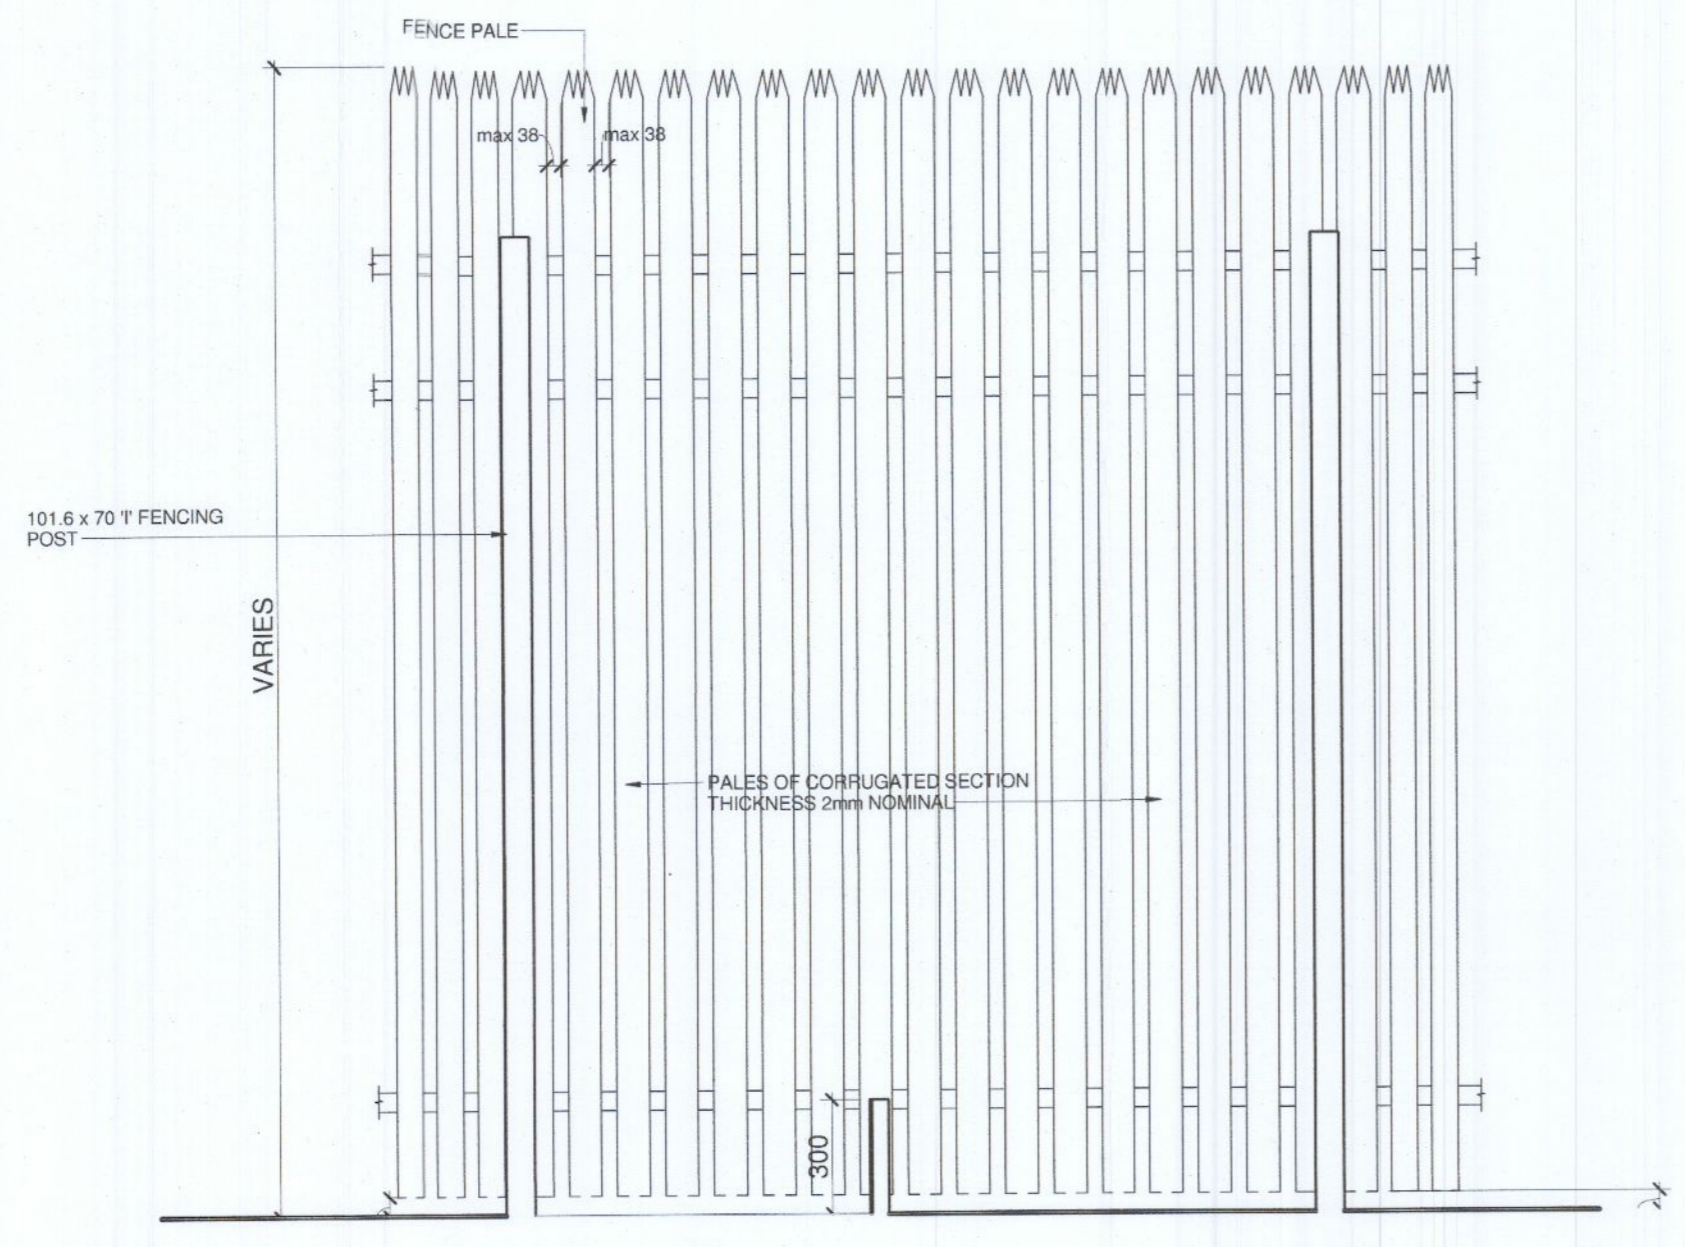 FENCE PALE
max 38
max 38
101.6 x 70 'I' FENCING
POST
VARIES
PALES OF CORRUGATED SECTION
THICKNESS 2mm NOMINAL
300